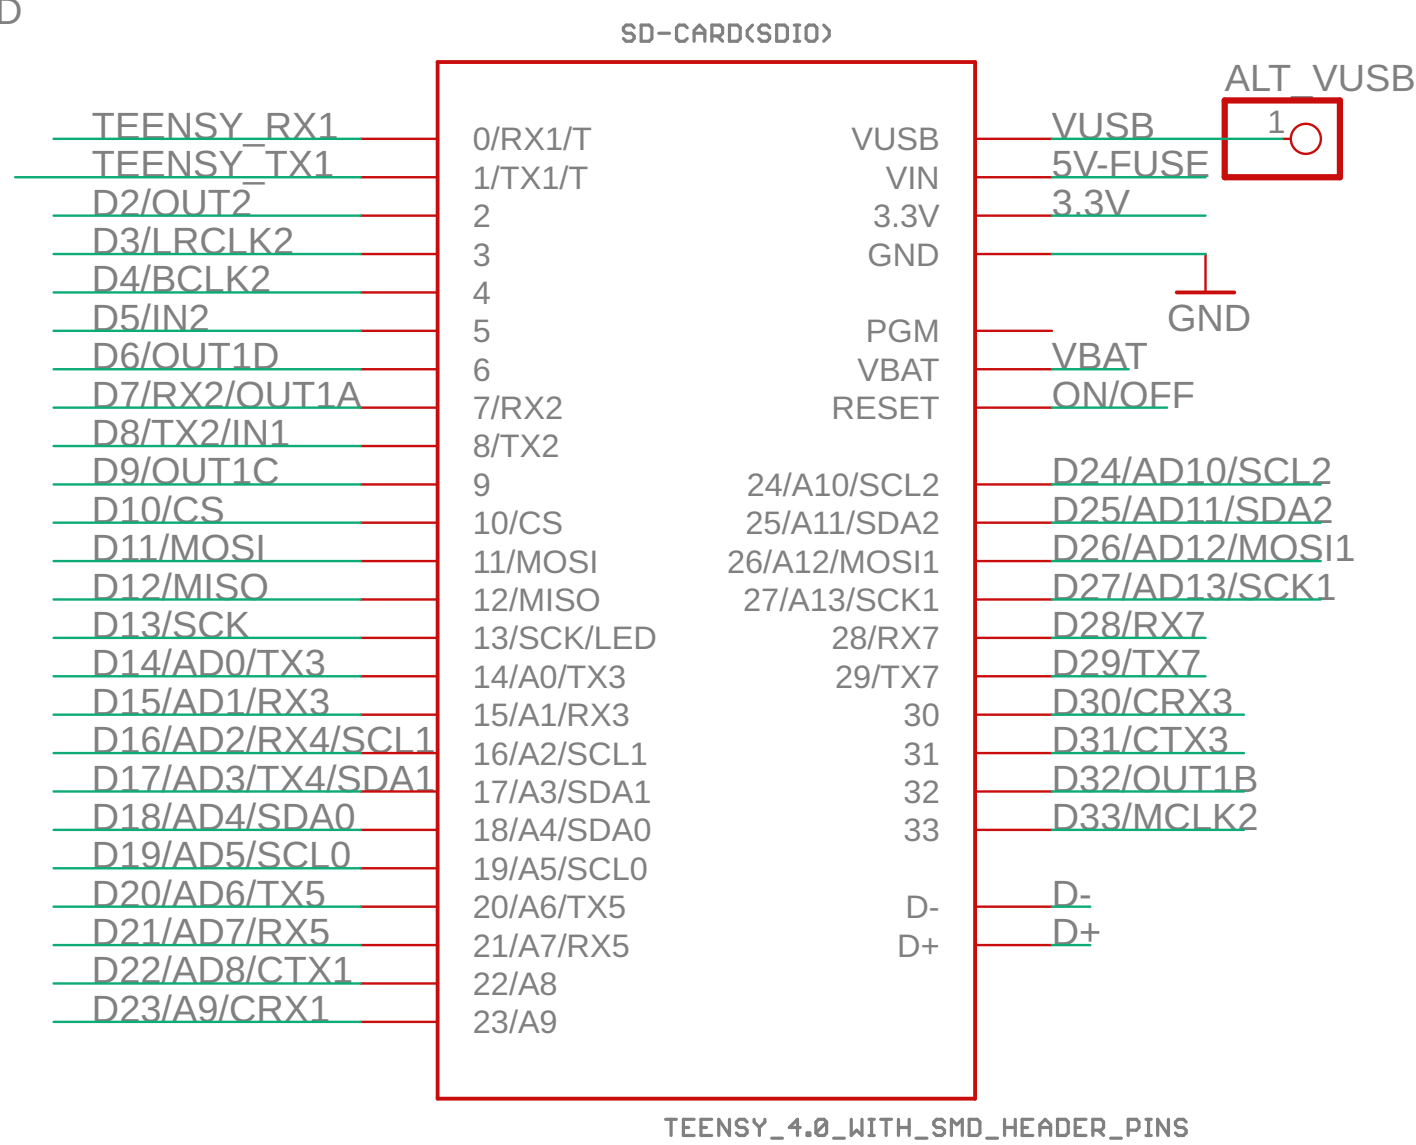 D
SD-CARD(SDIO)
ALT_VUSB
TEENSY_RX1 0/RX1/T VUSB VUSB 1
TEENSY_TX1 1/TX1/T VIN 5V-FUSE
D2/OUT2 2 3.3V 3.3V
D3/LRCLK2 3 GND
D4/BCLK2 4
GND
D5/IN2 5 PGM
D6/OUT1D 6 VBAT VBAT
D7/RX2/OUT1A 7/RX2 RESET ON/OFF
D8/TX2/IN1 8/TX2
D9/OUT1C 9 24/A10/SCL2 D24/AD10/SCL2
D10/CS 10/CS 25/A11/SDA2 D25/AD11/SDA2
D11/MOSI 11/MOSI 26/A12/MOSI1 D26/AD12/MOSI1
D12/MISO 12/MISO 27/A13/SCK1 D27/AD13/SCK1
D13/SCK 13/SCK/LED 28/RX7 D28/RX7
D14/AD0/TX3 14/A0/TX3 29/TX7 D29/TX7
D15/AD1/RX3 15/A1/RX3 30 D30/CRX3
D16/AD2/RX4/SCL1 16/A2/SCL1 31 D31/CTX3
D17/AD3/TX4/SDA1 17/A3/SDA1 32 D32/OUT1B
D18/AD4/SDA0 18/A4/SDA0 33 D33/MCLK2
D19/AD5/SCL0 19/A5/SCL0
D20/AD6/TX5 20/A6/TX5 D- D-
D21/AD7/RX5 21/A7/RX5 D+ D+
D22/AD8/CTX1 22/A8
D23/A9/CRX1 23/A9
TEENSY_4.0_WITH_SMD_HEADER_PINS